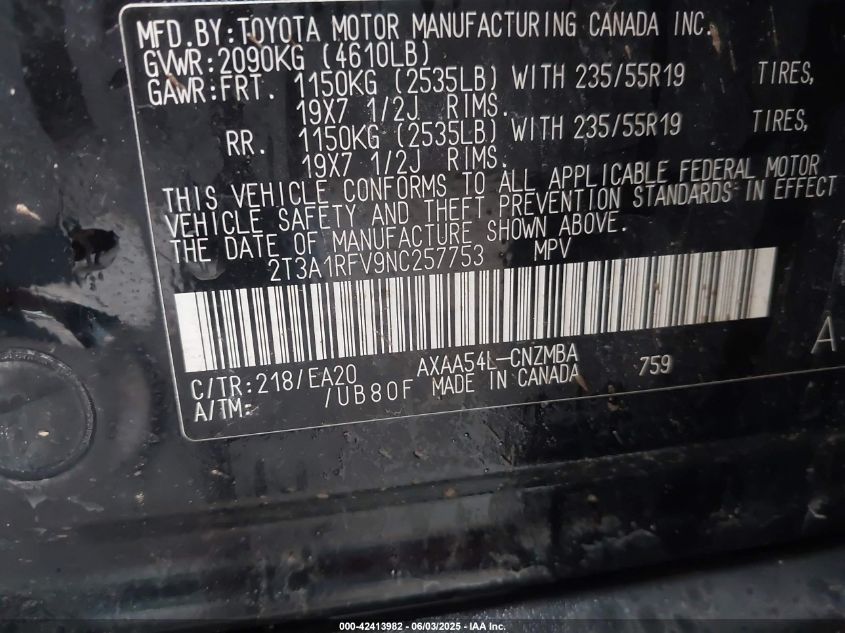 MFD.BY:TOYOTA MOTOR MANUFACTURING CANADA INC.
GVWR:2090KG (4610LB)
GAWR:FRT. 1150KG (2535LB) WITH 235/55R19 TIRES,
19X7 1/2J RIMS.
RR. 1150KG (2535LB) WITH 235/55R19 TIRES,
19X7 1/2J RIMS.
THIS VEHICLE CONFORMS TO ALL APPLICABLE FEDERAL MOTOR
VEHICLE SAFETY AND THEFT PREVENTION STANDARDS IN EFFECT
THE DATE OF MANUFACTURE SHOWN ABOVE.
2T3A1RFV9NC257753 MPV
C/TR:218/EA20 AXAA54L-CNZMBA 759 A
A/TM: /UB80F MADE IN CANADA
000-42413982 - 06/03/2025 - IAA Inc.